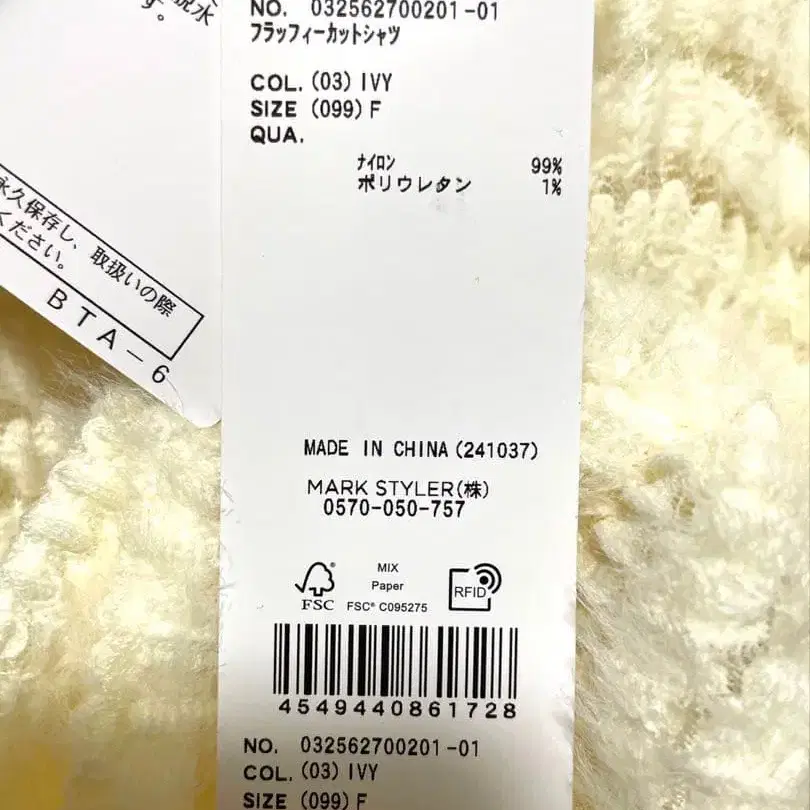 脱水
す。
永久保存し、取扱いの際
ください。
BTA-6
NO. 032562700201-01
フラッフィーカットシャツ
COL. (03) IVY
SIZE (099) F
QUA.
ナイロン 99%
ポリウレタン 1%
MADE IN CHINA (241037)
MARK STYLER(株)
0570-050-757
MIX
Paper
FSC FSC® C095275
RFID
4549440861728
NO. 032562700201-01
COL. (03) IVY
SIZE (099) F